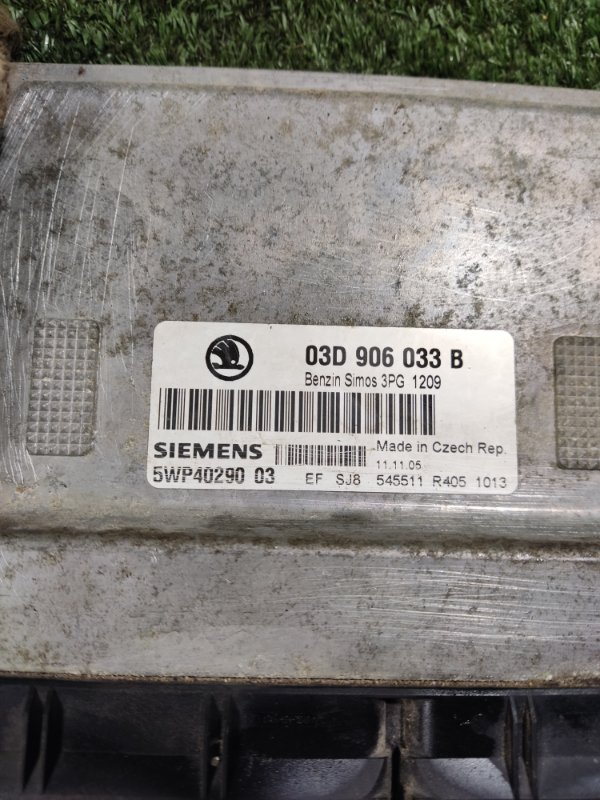 03D 906 033 B
Benzin Simos 3PG 1209
SIEMENS Made in Czech Rep.
11.11.05
5WP40290 03 EF SJ8 545511 R405 1013